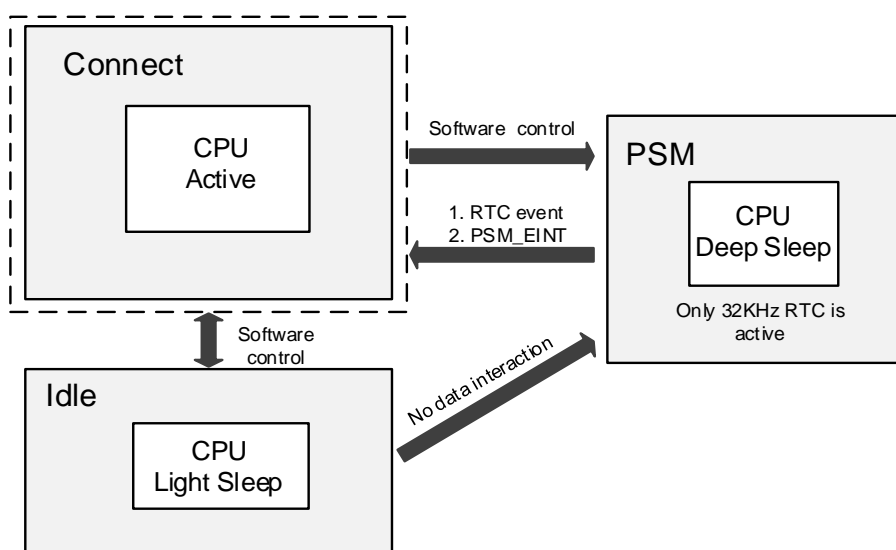 Connect
CPU
Active
Software control
1. RTC event
2. PSM_EINT
PSM
CPU
Deep Sleep
Only 32KHz RTC is
active
Software
control
No data interaction
Idle
CPU
Light Sleep